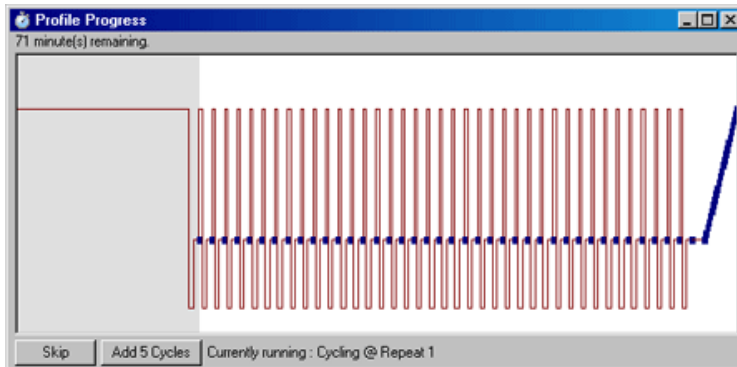 Profile Progress
71 minute(s) remaining.
Skip
Add 5 Cycles
Currently running : Cycling @ Repeat 1